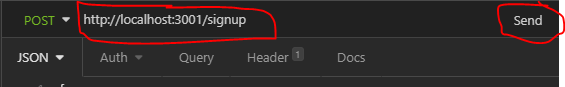 POST http://localhost:3001/signup Send
JSON Auth Query Header 1 Docs